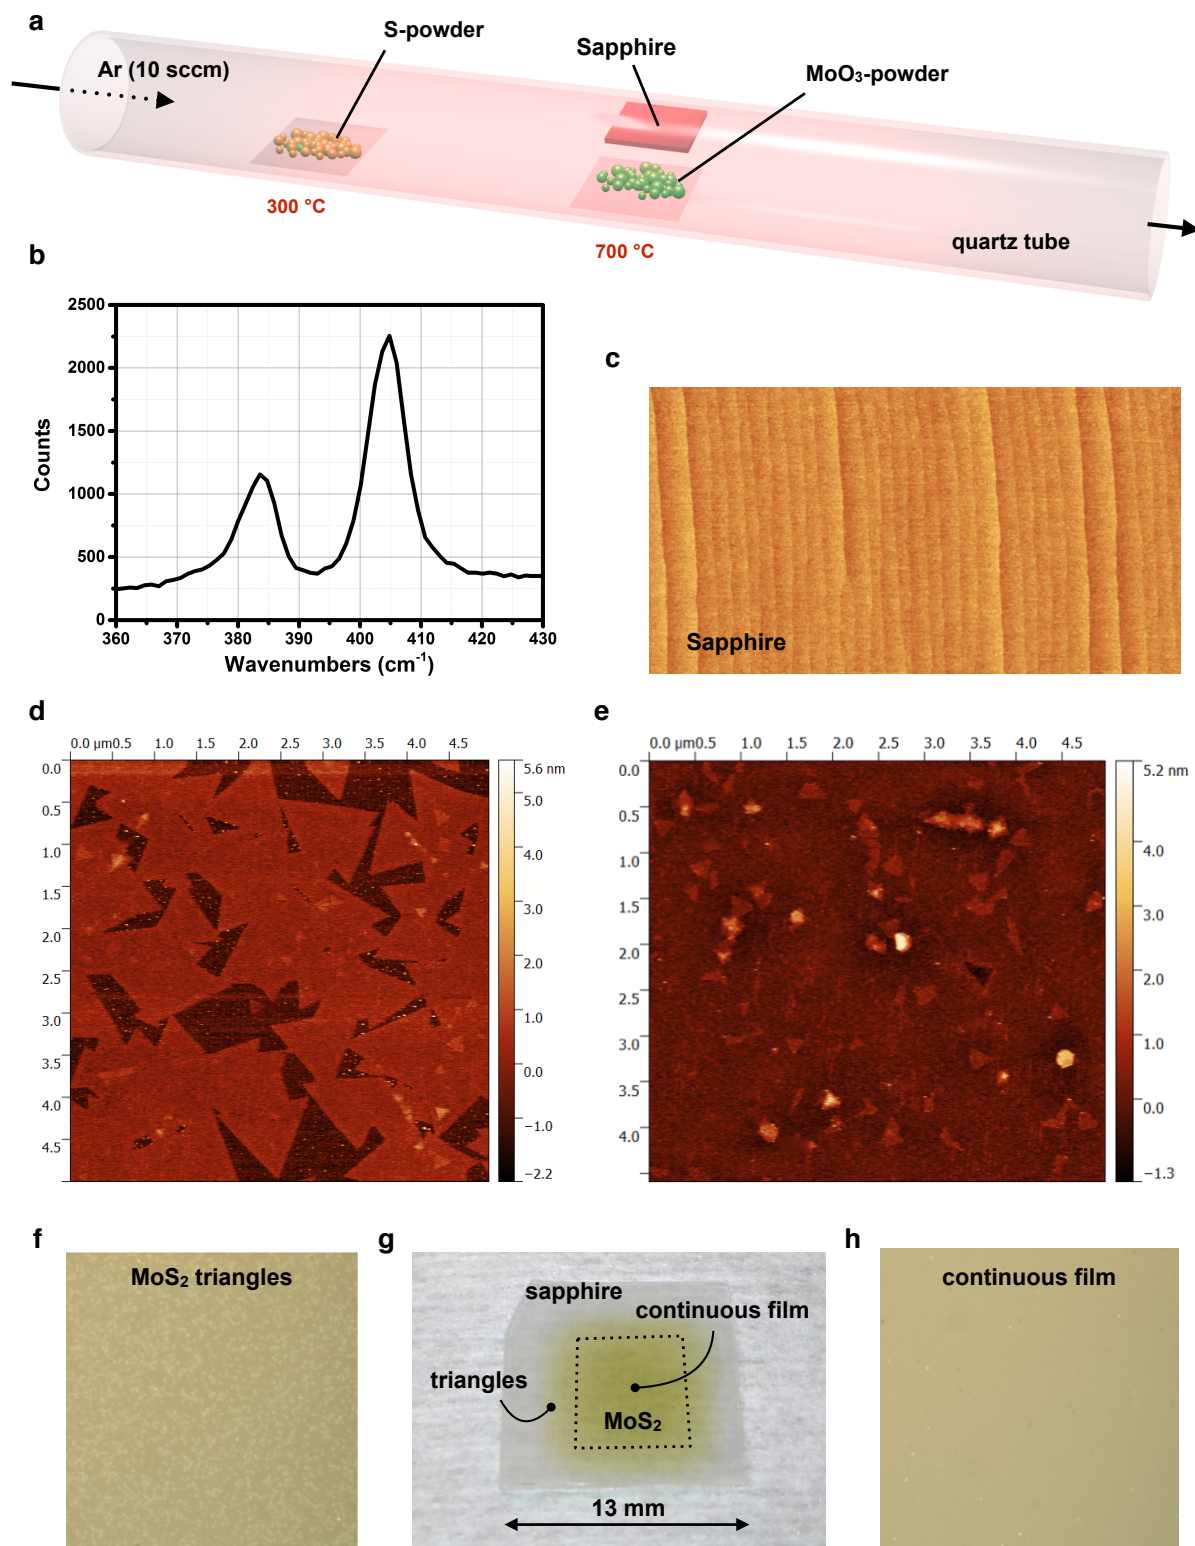 a
S-powder
Sapphire
Ar (10 sccm)
MoO₃-powder
300 °C
700 °C
quartz tube
b
2500
2000
1500
1000
500
0
Counts
360 370 380 390 400 410 420 430
Wavenumbers (cm⁻¹)
c
Sapphire
d
0.0 µm 0.5 1.0 1.5 2.0 2.5 3.0 3.5 4.0 4.5
0.0
0.5
1.0
1.5
2.0
2.5
3.0
3.5
4.0
4.5
5.6 nm
5.0
4.0
3.0
2.0
1.0
0.0
−1.0
−2.2
e
0.0 µm 0.5 1.0 1.5 2.0 2.5 3.0 3.5 4.0 4.5
0.0
0.5
1.0
1.5
2.0
2.5
3.0
3.5
4.0
5.2 nm
4.0
3.0
2.0
1.0
0.0
−1.3
f
MoS₂ triangles
g
sapphire
continuous film
triangles
MoS₂
13 mm
h
continuous film